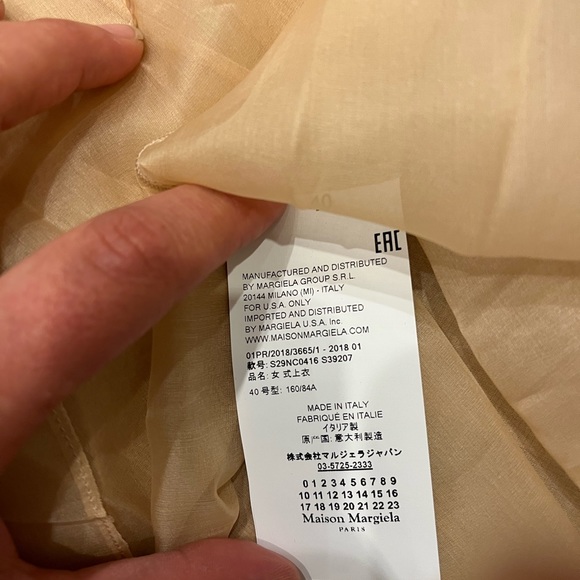 40
EAC
MANUFACTURED AND DISTRIBUTED
BY MARGIELA GROUP S.R.L.
20144 MILANO (MI) - ITALY
FOR U.S.A. ONLY
IMPORTED AND DISTRIBUTED
BY MARGIELA U.S.A. Inc.
WWW.MAISONMARGIELA.COM
01PR/2018/3665/1 - 2018 01
款号: S29NC0416 S39207
品名: 女式上衣
40 号型: 160/84A
MADE IN ITALY
FABRIQUÉ EN ITALIE
イタリア製
国: 意大利製造
株式会社マルジェラジャパン
03-5725-2333
0 1 2 3 4 5 6 7 8 9
10 11 12 13 14 15 16
17 18 19 20 21 22 23
Maison Margiela
PARIS